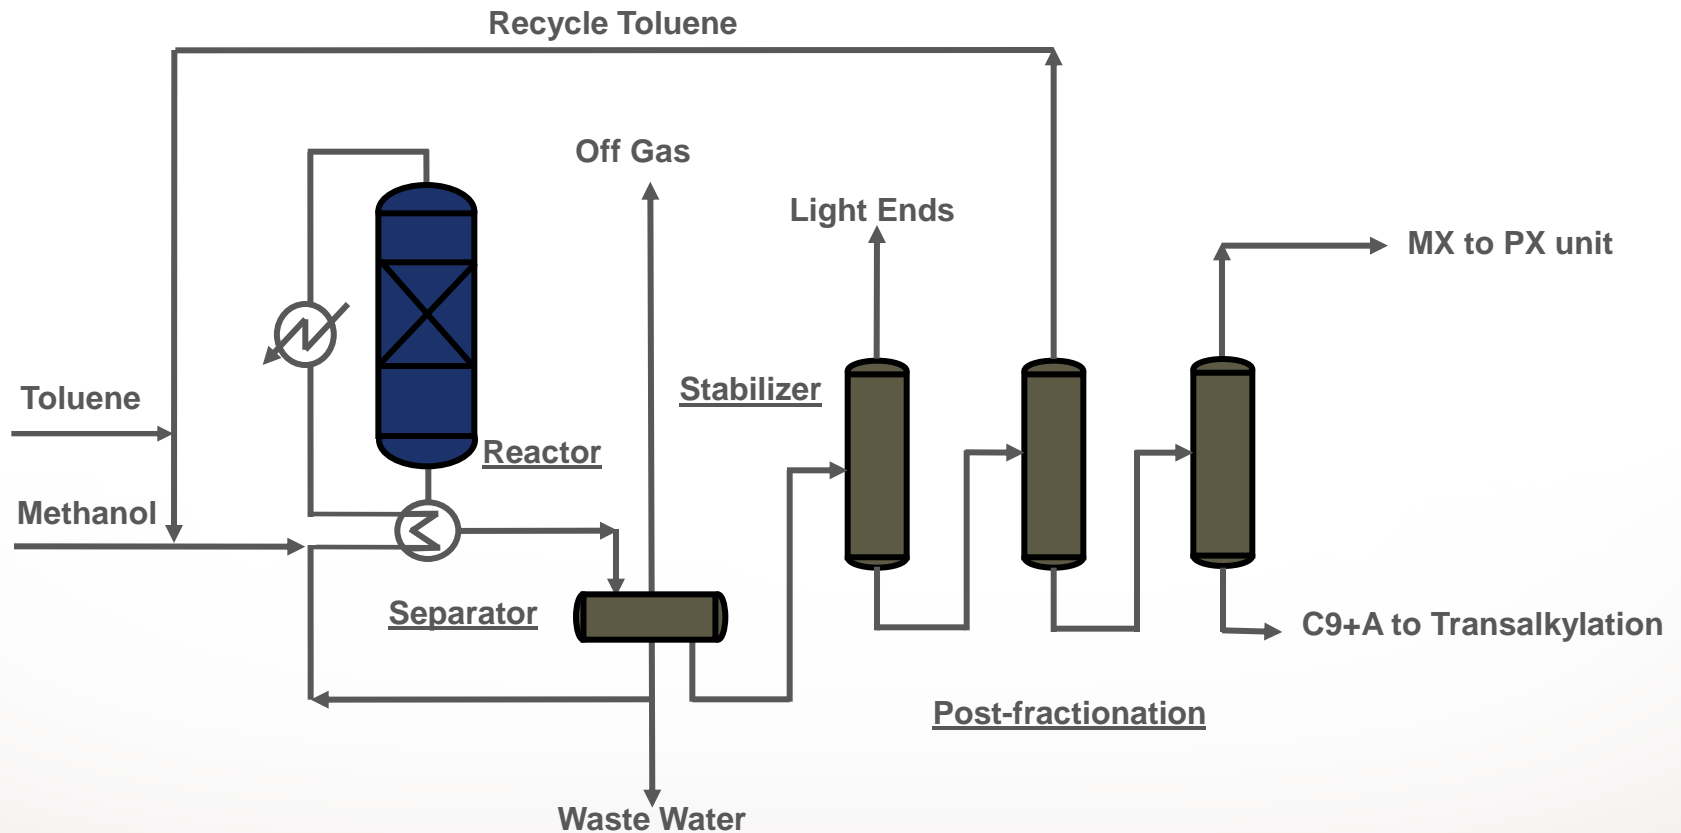 Recycle Toluene
Off Gas
Light Ends
MX to PX unit
Stabilizer
Toluene
Reactor
Methanol
Separator
C9+A to Transalkylation
Post-fractionation
Waste Water